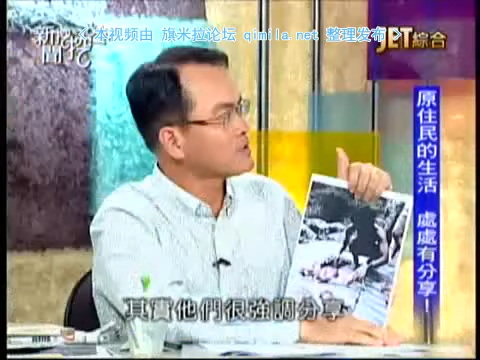 <本视频由 旗米拉论坛 qimila.net 整理发布>
JET綜合
原住民的生活 處處有分享！
其實他們很強調分享